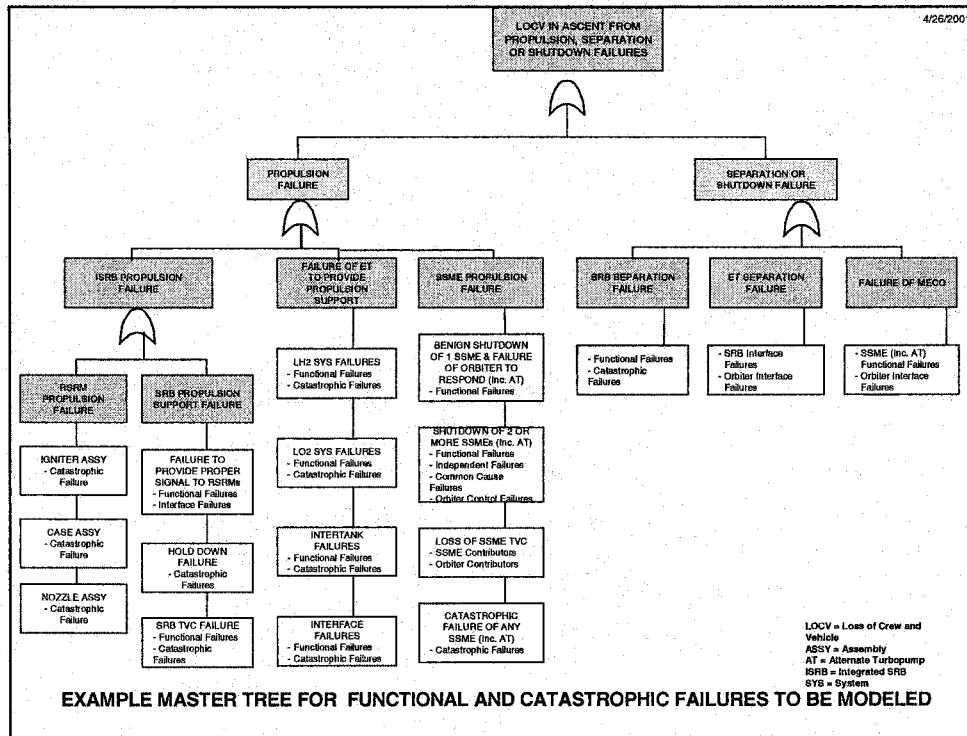 4/26/200
LOCV IN ASCENT FROM
PROPULSION, SEPARATION
OR SHUTDOWN FAILURES
PROPULSION
FAILURE
SEPARATION OR
SHUTDOWN FAILURE
ISRB PROPULSION
FAILURE
FAILURE OF ET
TO PROVIDE
PROPULSION
SUPPORT
SSME PROPULSION
FAILURE
SRB SEPARATION
FAILURE
ET SEPARATION
FAILURE
FAILURE OF MECO
RSRM
PROPULSION
FAILURE
IGNITER ASSY
- Catastrophic
Failure
CASE ASSY
- Catastrophic
Failure
NOZZLE ASSY
- Catastrophic
Failure
SRB PROPULSION
SUPPORT FAILURE
FAILURE TO
PROVIDE PROPER
SIGNAL TO RSRMs
- Functional Failures
- Interface Failures
HOLD DOWN
FAILURE
- Catastrophic
Failures
SRB TVC FAILURE
- Functional Failures
- Catastrophic
Failures
LH2 SYS FAILURES
- Functional Failures
- Catastrophic Failures
LO2 SYS FAILURES
- Functional Failures
- Catastrophic Failures
INTERTANK
FAILURES
- Functional Failures
- Catastrophic Failures
INTERFACE
FAILURES
- Functional Failures
- Catastrophic Failures
BENIGN SHUTDOWN
OF 1 SSME & FAILURE
OF ORBITER TO
RESPOND (Inc. AT)
- Functional Failures
SHUTDOWN OF 2 OR
MORE SSMEs (Inc. AT)
- Functional Failures
- Independent Failures
- Common Cause
Failures
- Orbiter Control Failures
LOSS OF SSME TVC
- SSME Contributors
- Orbiter Contributors
CATASTROPHIC
FAILURE OF ANY
SSME (Inc. AT)
- Catastrophic Failures
- Functional Failures
- Catastrophic
Failures
- SRB Interface
Failures
- Orbiter Interface
Failures
- SSME (Inc. AT)
Functional Failures
- Orbiter Interface
Failures
LOCV = Loss of Crew and
Vehicle
ASSY = Assembly
AT = Alternate Turbopump
ISRB = Integrated SRB
SYS = System
EXAMPLE MASTER TREE FOR FUNCTIONAL AND CATASTROPHIC FAILURES TO BE MODELED